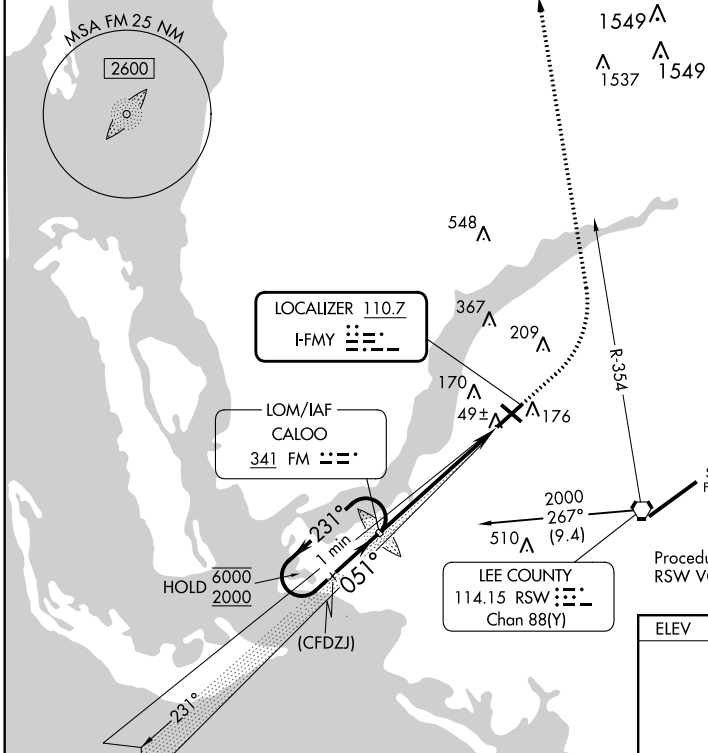 MSA FM 25 NM
2600
1549
1537
1549
548
LOCALIZER 110.7
I-FMY
367
209
R-354
170
49±
176
LOM/IAF
CALOO
341 FM
231°
1 min
051°
HOLD 6000
2000
(CFDZJ)
231°
2000
267°
(9.4)
510
LEE COUNTY
114.15 RSW
Chan 88(Y)
S
F
Procedu
RSW V
ELEV